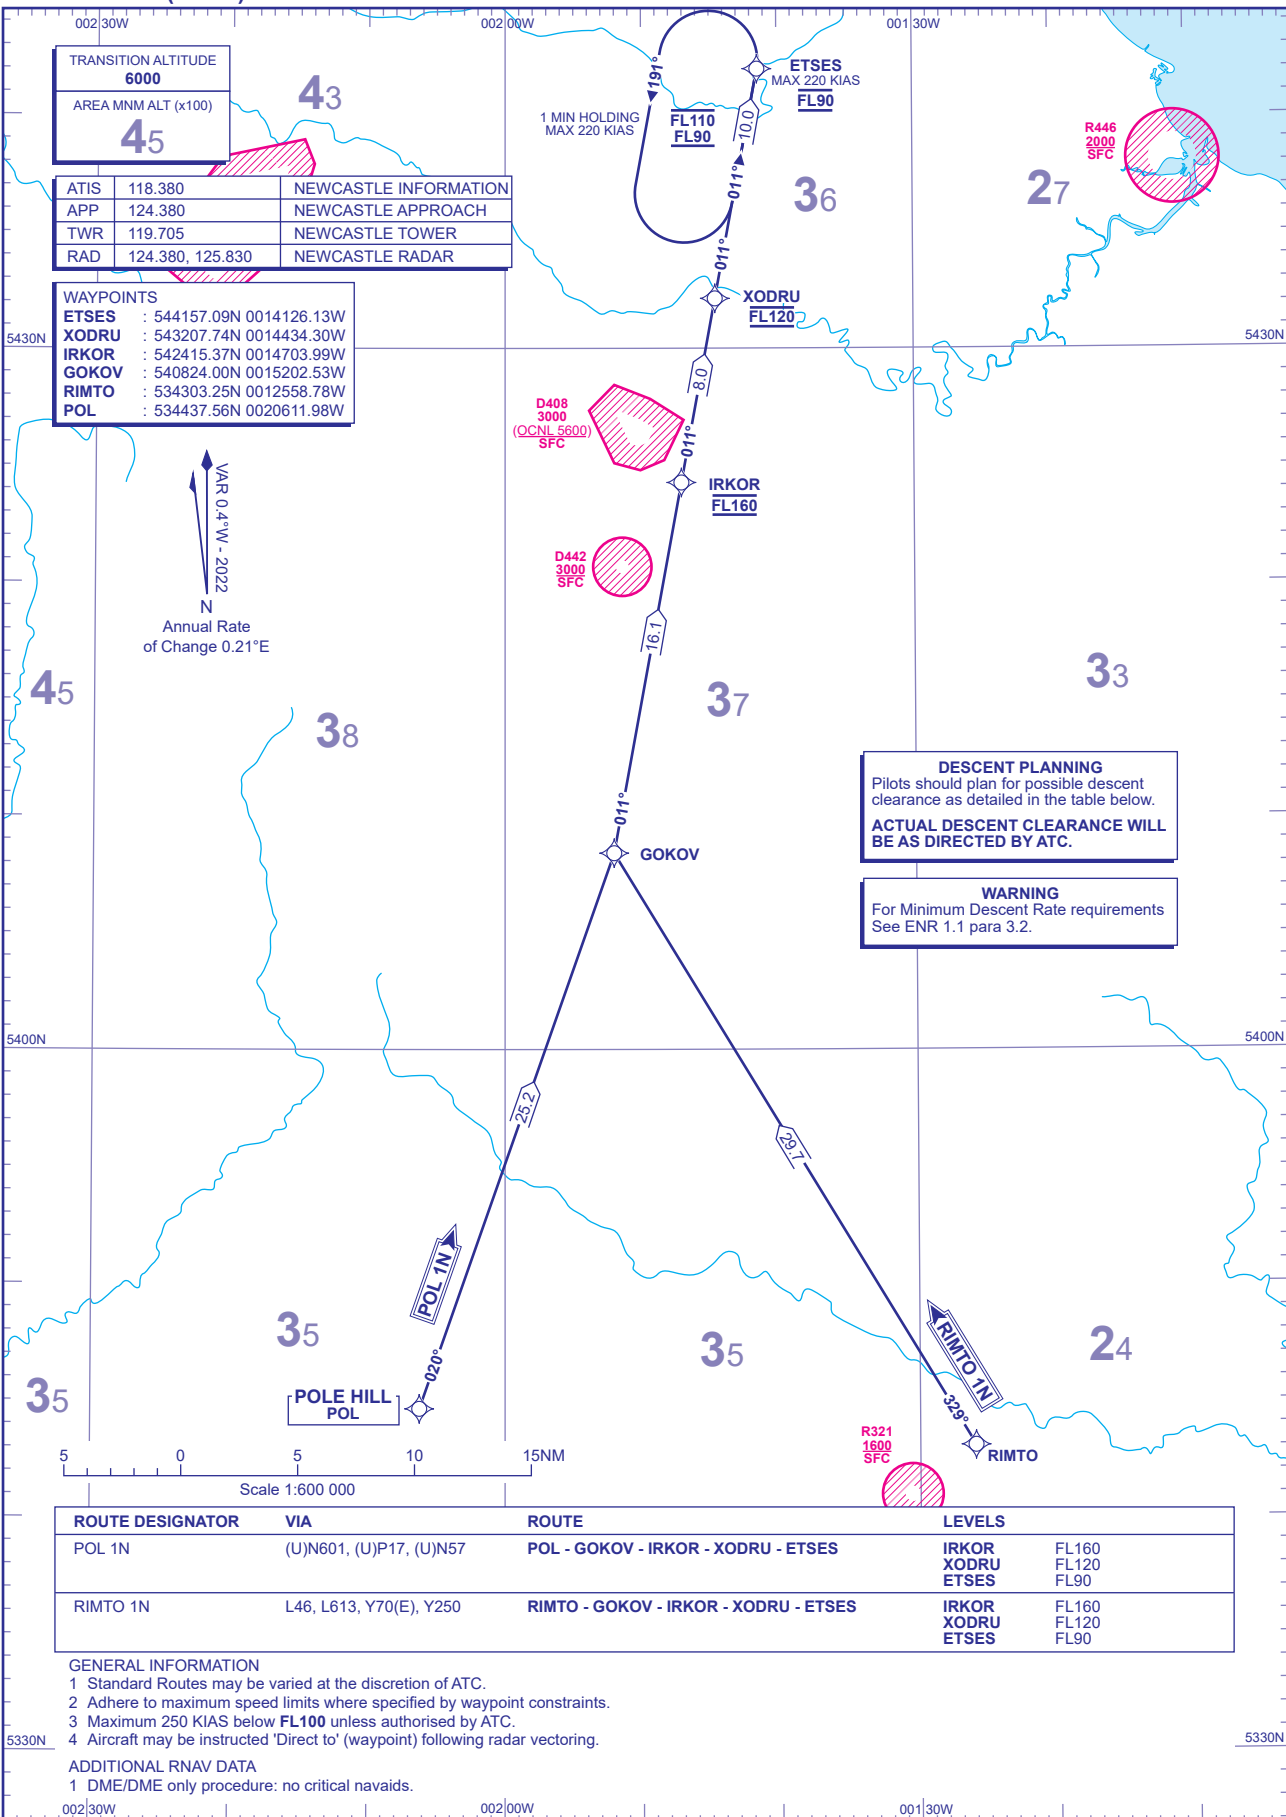 002 30W
002 00W
001 30W
TRANSITION ALTITUDE
6000
AREA MNM ALT (x100)
45
43
191°
1 MIN HOLDING
MAX 220 KIAS
FL110
FL90
10.0
011°
ETSES
MAX 220 KIAS
FL90
36
27
R446
2000
SFC
ATIS 118.380 NEWCASTLE INFORMATION
APP 124.380 NEWCASTLE APPROACH
TWR 119.705 NEWCASTLE TOWER
RAD 124.380, 125.830 NEWCASTLE RADAR
011°
XODRU
FL120
WAYPOINTS
ETSES : 544157.09N 0014126.13W
XODRU : 543207.74N 0014434.30W
IRKOR : 542415.37N 0014703.99W
GOKOV : 540824.00N 0015202.53W
RIMTO : 534303.25N 0012558.78W
POL : 534437.56N 0020611.98W
5430N
5430N
8.0
D408
3000
(OCNL 5600)
SFC
011°
IRKOR
FL160
VAR 0.4°W - 2022
N
Annual Rate
of Change 0.21°E
D442
3000
SFC
16.1
45
38
37
33
011°
GOKOV
DESCENT PLANNING
Pilots should plan for possible descent
clearance as detailed in the table below.
ACTUAL DESCENT CLEARANCE WILL
BE AS DIRECTED BY ATC.
WARNING
For Minimum Descent Rate requirements
See ENR 1.1 para 3.2.
5400N
5400N
25.2
29.7
POL 1N
RIMTO 1N
35
35
24
35
020°
329°
POLE HILL
POL
RIMTO
R321
1600
SFC
5 0 5 10 15NM
Scale 1:600 000
ROUTE DESIGNATOR VIA ROUTE LEVELS
POL 1N (U)N601, (U)P17, (U)N57 POL - GOKOV - IRKOR - XODRU - ETSES IRKOR FL160
XODRU FL120
ETSES FL90
RIMTO 1N L46, L613, Y70(E), Y250 RIMTO - GOKOV - IRKOR - XODRU - ETSES IRKOR FL160
XODRU FL120
ETSES FL90
GENERAL INFORMATION
1 Standard Routes may be varied at the discretion of ATC.
2 Adhere to maximum speed limits where specified by waypoint constraints.
3 Maximum 250 KIAS below FL100 unless authorised by ATC.
4 Aircraft may be instructed 'Direct to' (waypoint) following radar vectoring.
5330N
5330N
ADDITIONAL RNAV DATA
1 DME/DME only procedure: no critical navaids.
002 30W
002 00W
001 30W